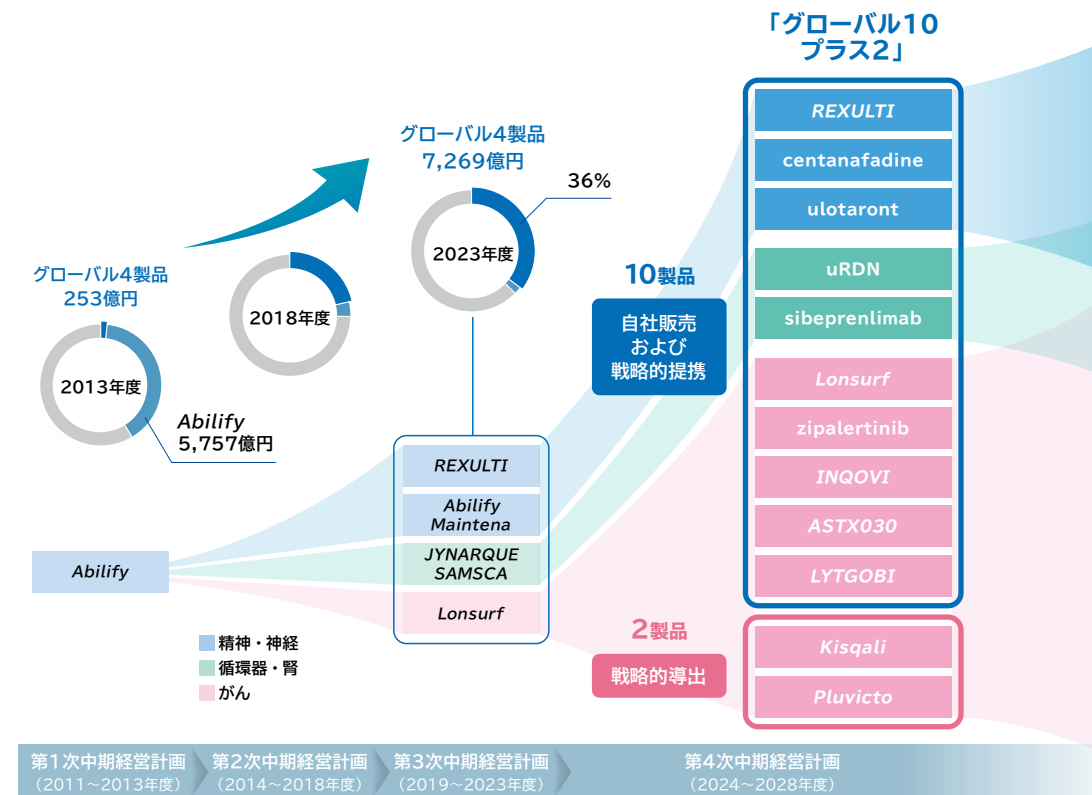 「グローバル10
プラス2」
グローバル4製品
7,269億円
36%
2023年度
グローバル4製品
253億円
2018年度
2013年度
Abilify
5,757億円
10製品
自社販売
および
戦略的提携
REXULTI
centanafadine
ulotaront
uRDN
sibeprenlimab
Lonsurf
zipalertinib
INQOVI
ASTX030
LYTGOBI
REXULTI
Abilify
Maintena
JYNARQUE
SAMSCA
Lonsurf
Abilify
2製品
戦略的導出
Kisqali
Pluvicto
精神・神経
循環器・腎
がん
第1次中期経営計画
（2011～2013年度）
第2次中期経営計画
（2014～2018年度）
第3次中期経営計画
（2019～2023年度）
第4次中期経営計画
（2024～2028年度）